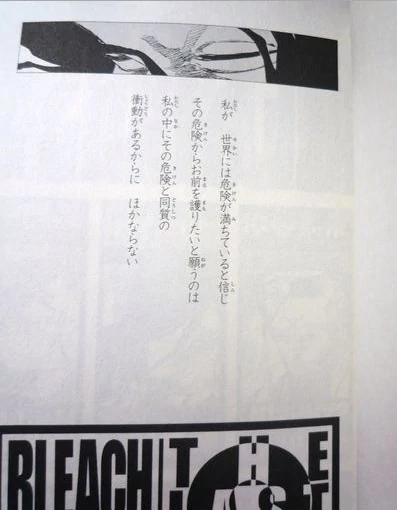 私が　世界には危険が満ちていると信じ
その危険からお前を護りたいと願うのは
私の中にその危険と同質の
衝動があるからに　ほかならない
BLEACH
THE